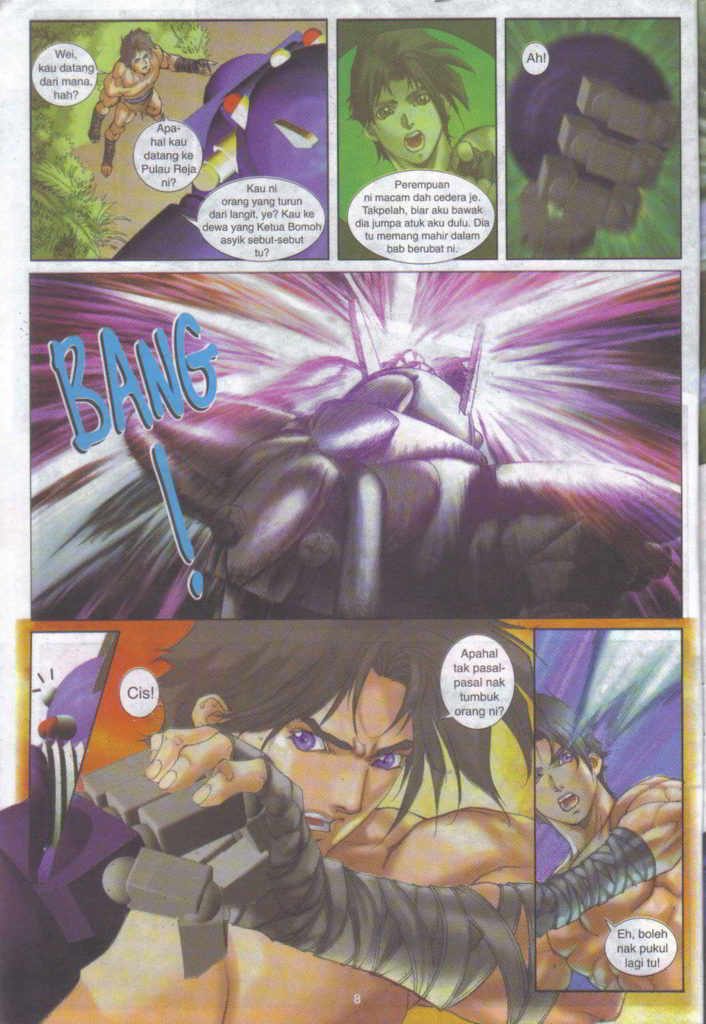 Wei,
kau datang
dari mana,
hah?
Apa-
hal kau
datang ke
Pulau Reja
ni?
Kau ni
orang yang turun
dari langit, ye? Kau ke
dewa yang Ketua Bomoh
asyik sebut-sebut
tu?
Perempuan
ni macam dah cedera je.
Takpelah, biar aku bawak
dia jumpa atuk aku dulu. Dia
tu memang mahir dalam
bab berubat ni.
Ah!
BANG
!
Cis!
Apahal
tak pasal-
pasal nak
tumbuk
orang ni?
Eh, boleh
nak pukul
lagi tu!
8